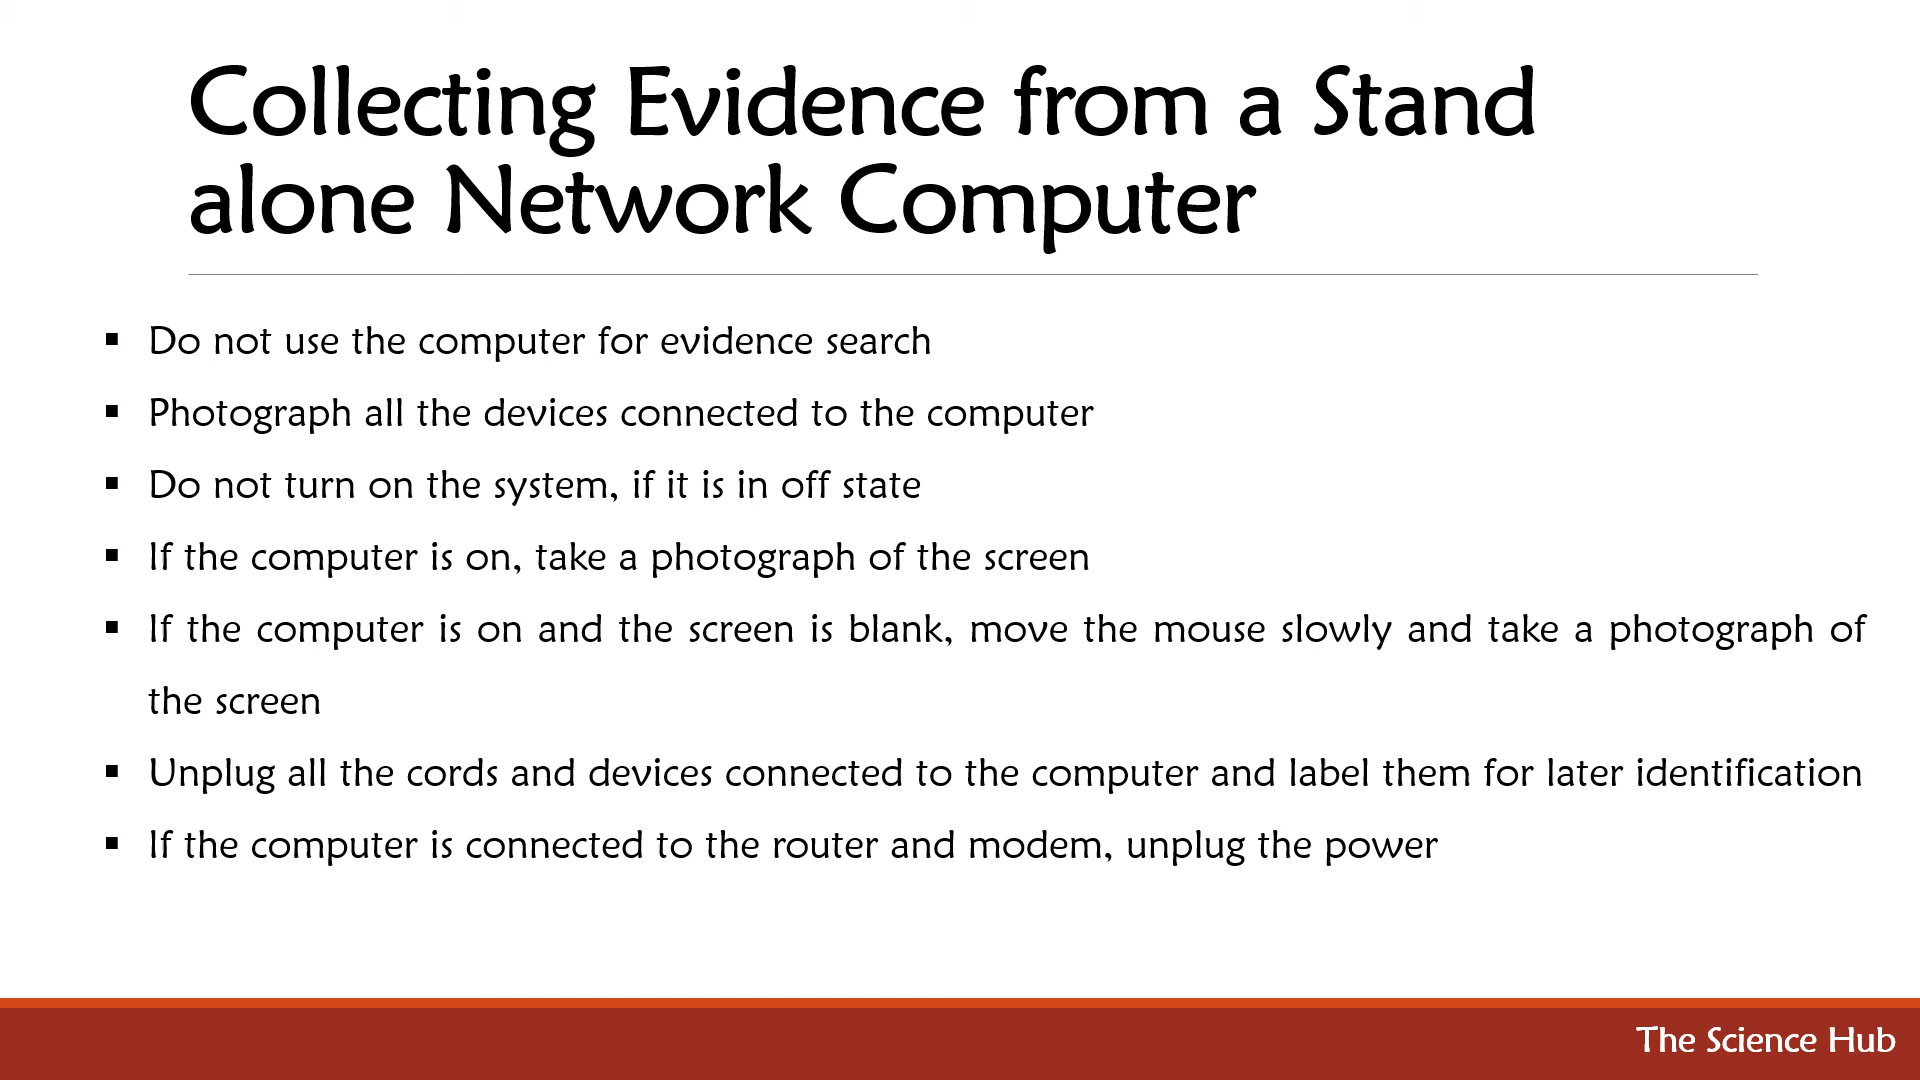 Collecting Evidence from a Stand
alone Network Computer
▪ Do not use the computer for evidence search
▪ Photograph all the devices connected to the computer
▪ Do not turn on the system, if it is in off state
▪ If the computer is on, take a photograph of the screen
▪ If the computer is on and the screen is blank, move the mouse slowly and take a photograph of
the screen
▪ Unplug all the cords and devices connected to the computer and label them for later identification
▪ If the computer is connected to the router and modem, unplug the power
The Science Hub